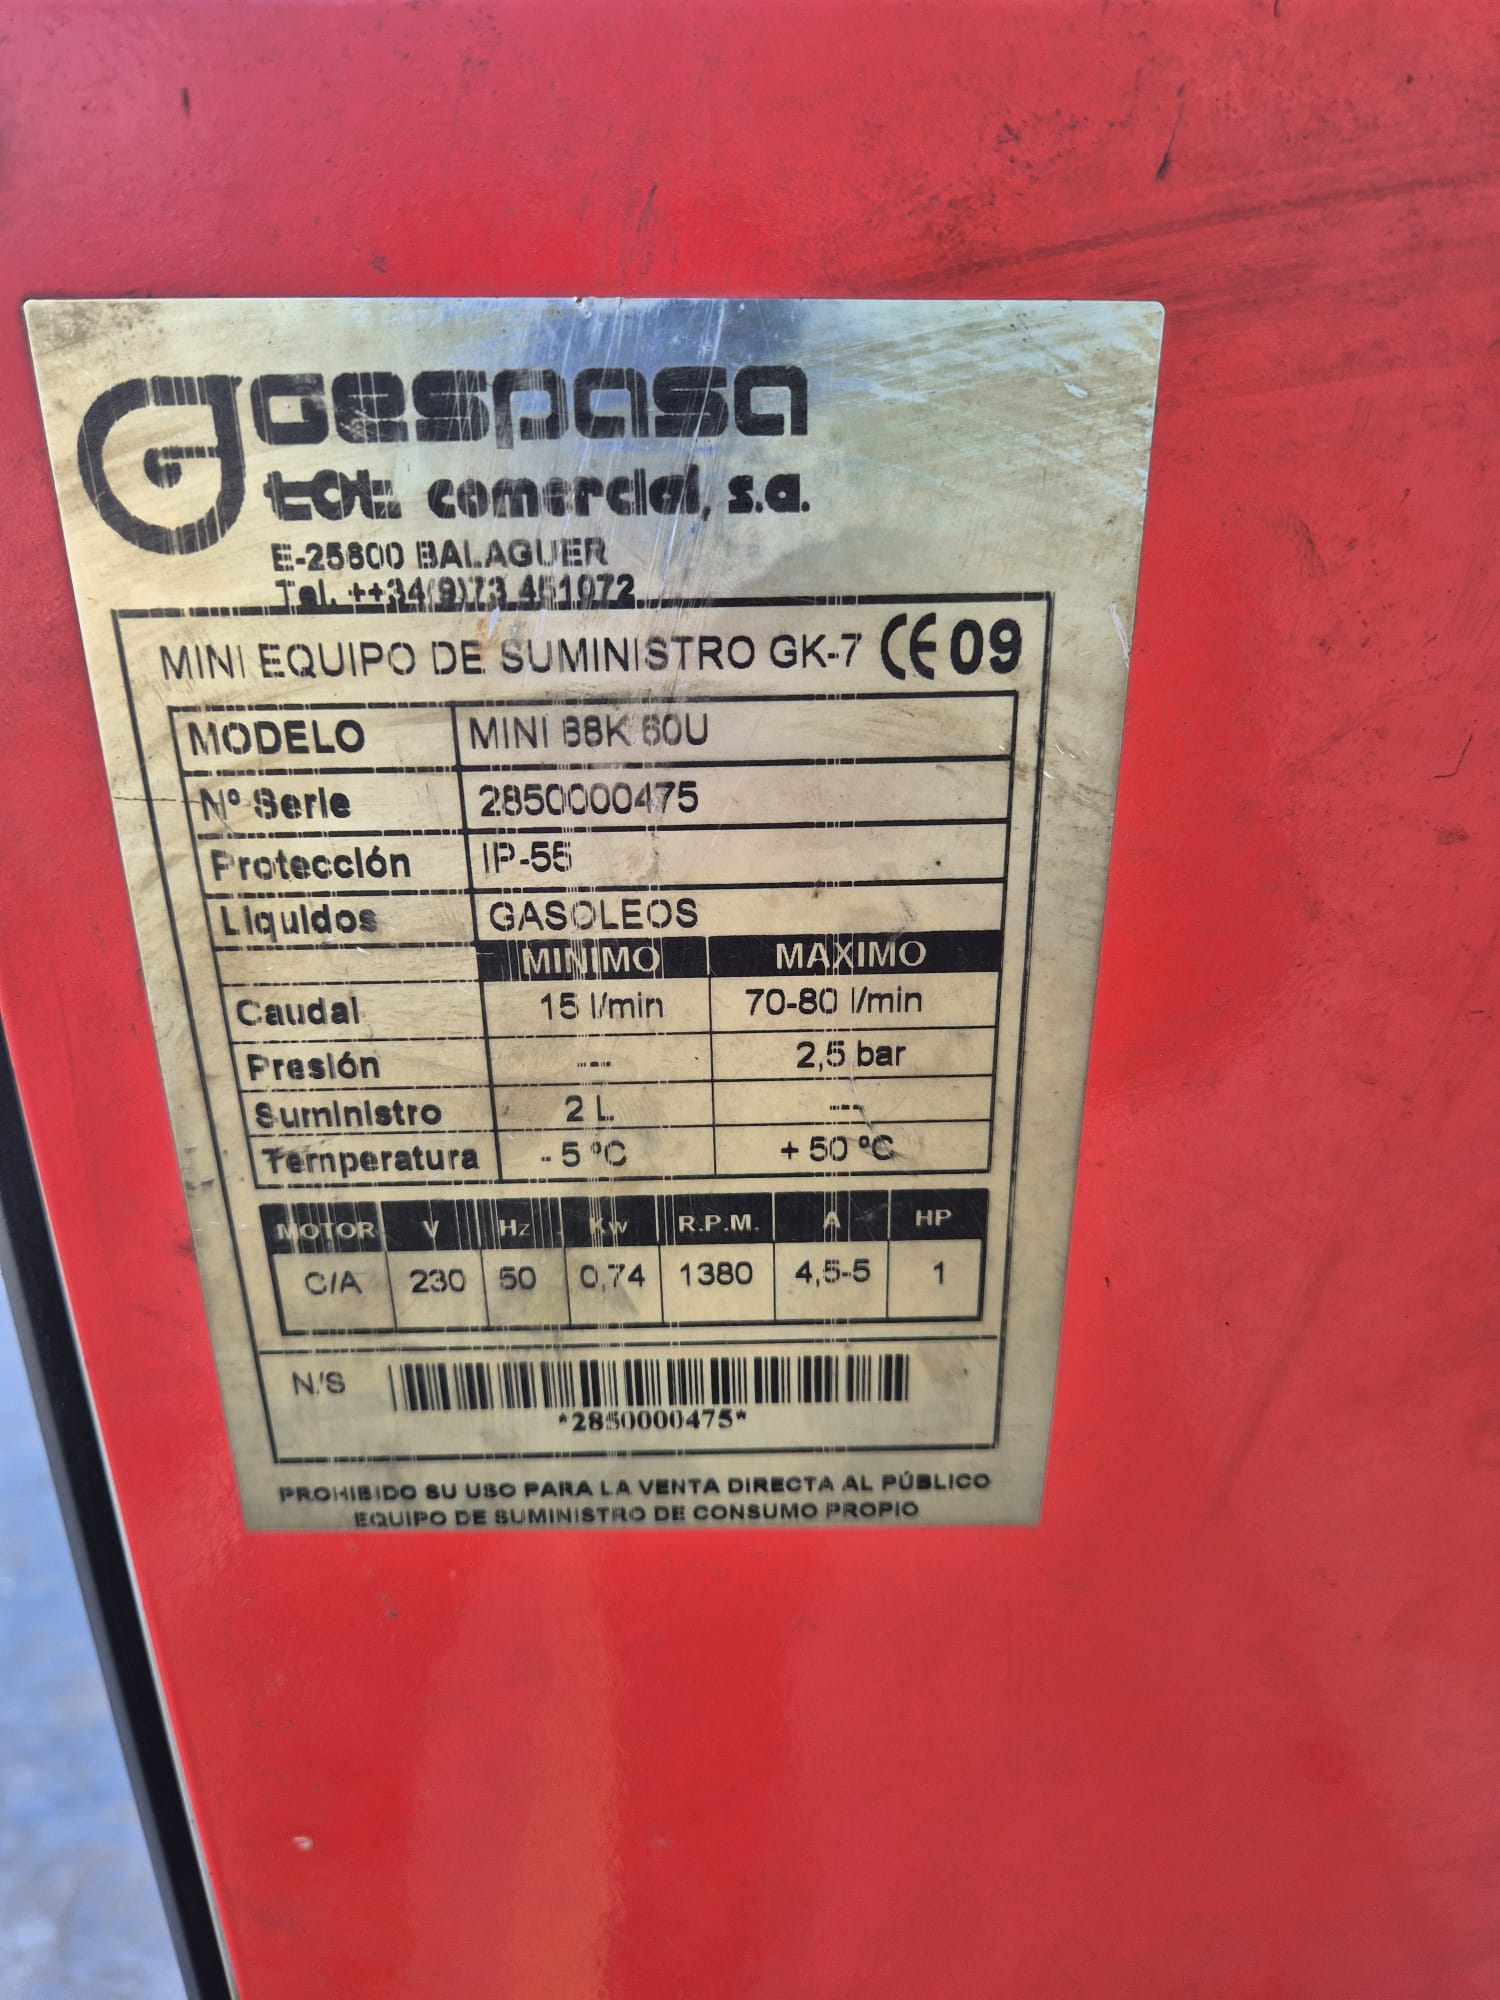 Gespasa
tot comercial, s.a.
E-25600 BALAGUER
Tel. ++34(9)73 451072
MINI EQUIPO DE SUMINISTRO GK-7 CE 09
MODELO MINI 88K 60U
Nº Serie 2850000475
Protección IP-55
Liquidos GASOLEOS
MINIMO MAXIMO
Caudal 15 l/min 70-80 l/min
Presión --- 2,5 bar
Suministro 2 L. ---
Temperatura - 5 ºC + 50 ºC
MOTOR V Hz Kw R.P.M. A HP
C/A 230 50 0,74 1380 4,5-5 1
N./S
*2850000475*
PROHIBIDO SU USO PARA LA VENTA DIRECTA AL PÚBLICO
EQUIPO DE SUMINISTRO DE CONSUMO PROPIO